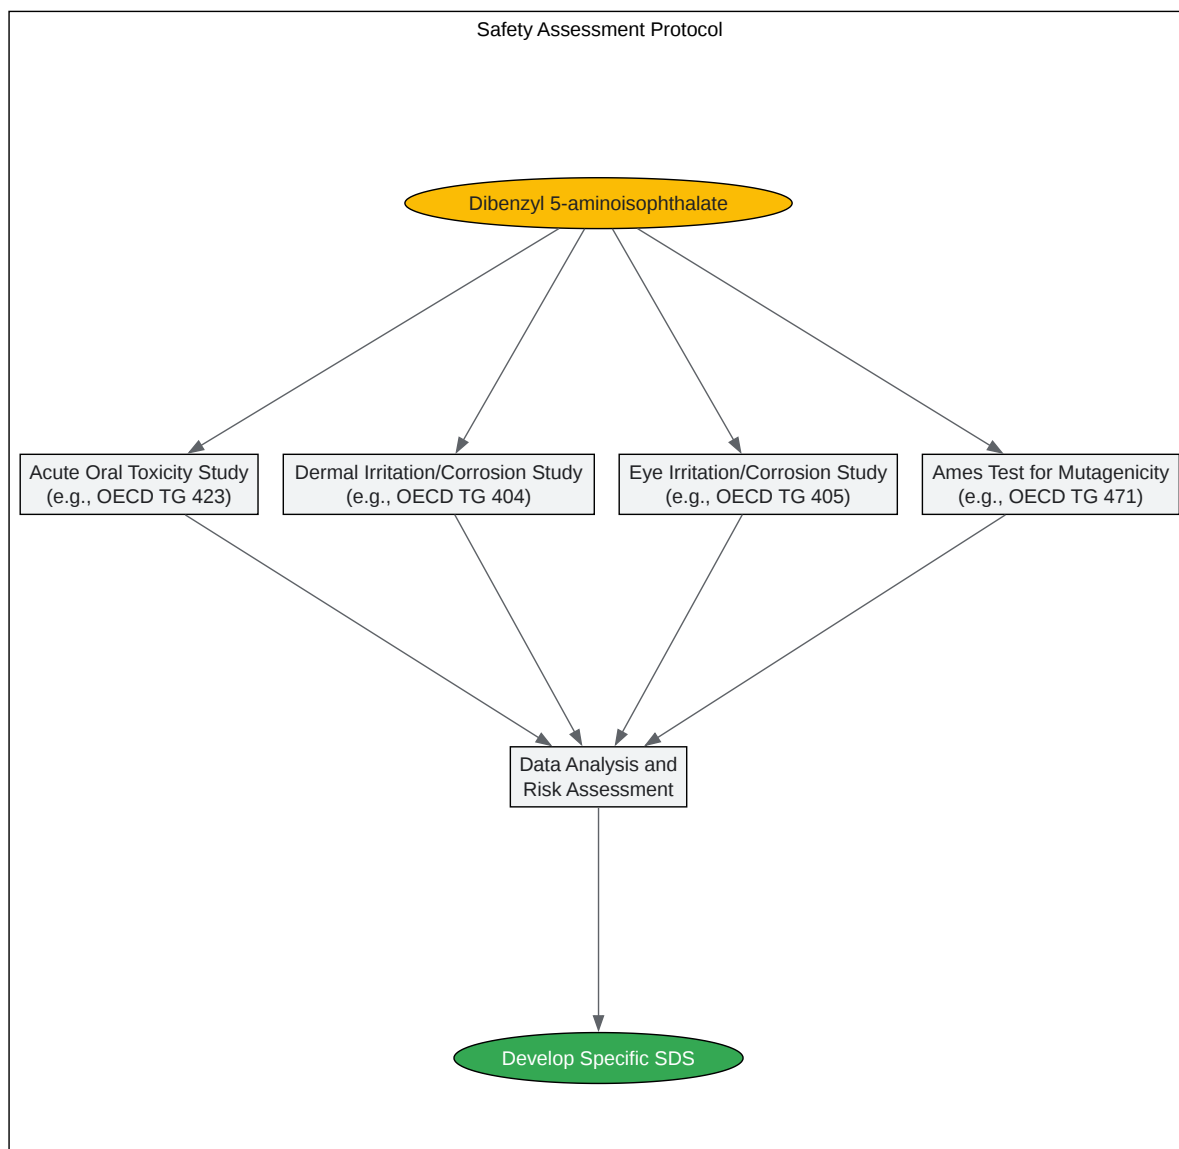 Safety Assessment Protocol
Dibenzyl 5-aminoisophthalate
Acute Oral Toxicity Study
(e.g., OECD TG 423)
Dermal Irritation/Corrosion Study
(e.g., OECD TG 404)
Eye Irritation/Corrosion Study
(e.g., OECD TG 405)
Ames Test for Mutagenicity
(e.g., OECD TG 471)
Data Analysis and
Risk Assessment
Develop Specific SDS